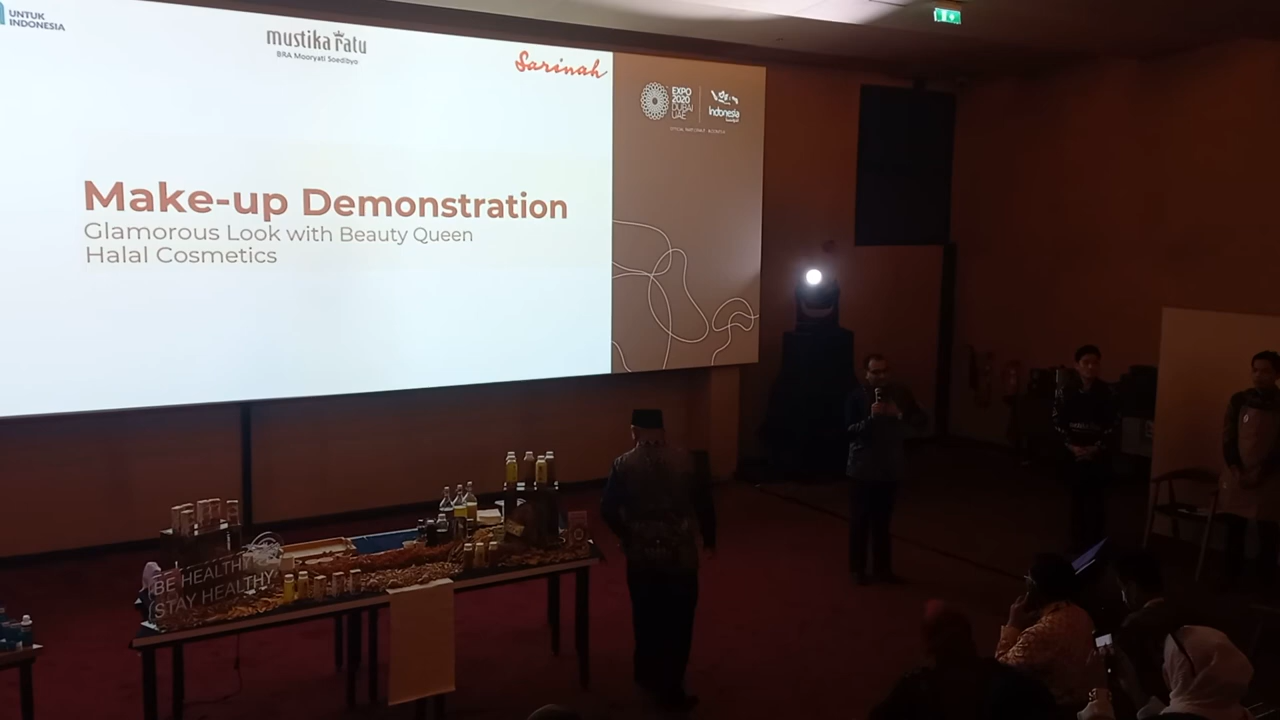 UNTUK
INDONESIA
mustika ratu
BRA Mooryati Soedibyo
Sarinah
EXPO
2020
DUBAI
UAE
indonesia
Make-up Demonstration
Glamorous Look with Beauty Queen
Halal Cosmetics
BE HEALTHY
STAY HEALTHY